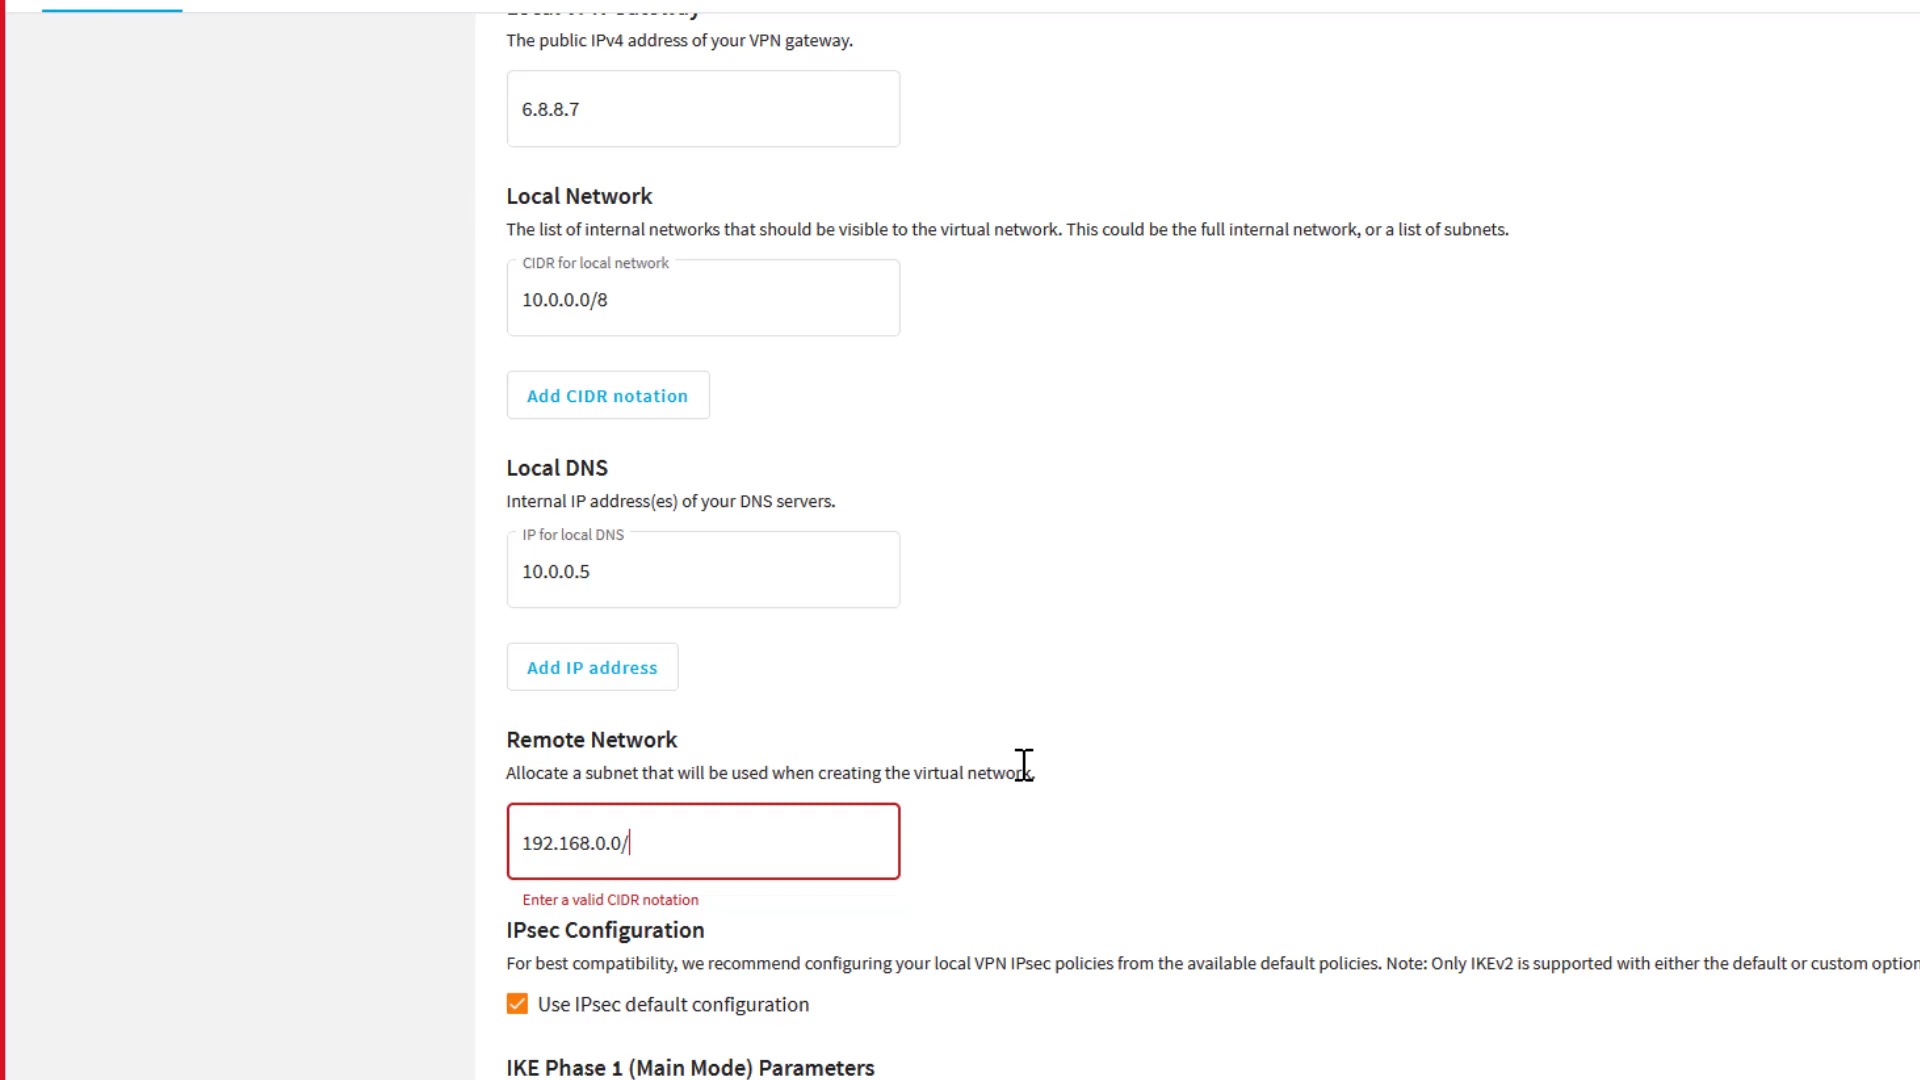 The public IPv4 address of your VPN gateway.
6.8.8.7
Local Network
The list of internal networks that should be visible to the virtual network. This could be the full internal network, or a list of subnets.
CIDR for local network
10.0.0.0/8
Add CIDR notation
Local DNS
Internal IP address(es) of your DNS servers.
IP for local DNS
10.0.0.5
Add IP address
Remote Network
Allocate a subnet that will be used when creating the virtual network.
192.168.0.0/
Enter a valid CIDR notation
IPsec Configuration
For best compatibility, we recommend configuring your local VPN IPsec policies from the available default policies. Note: Only IKEv2 is supported with either the default or custom option
Use IPsec default configuration
IKE Phase 1 (Main Mode) Parameters